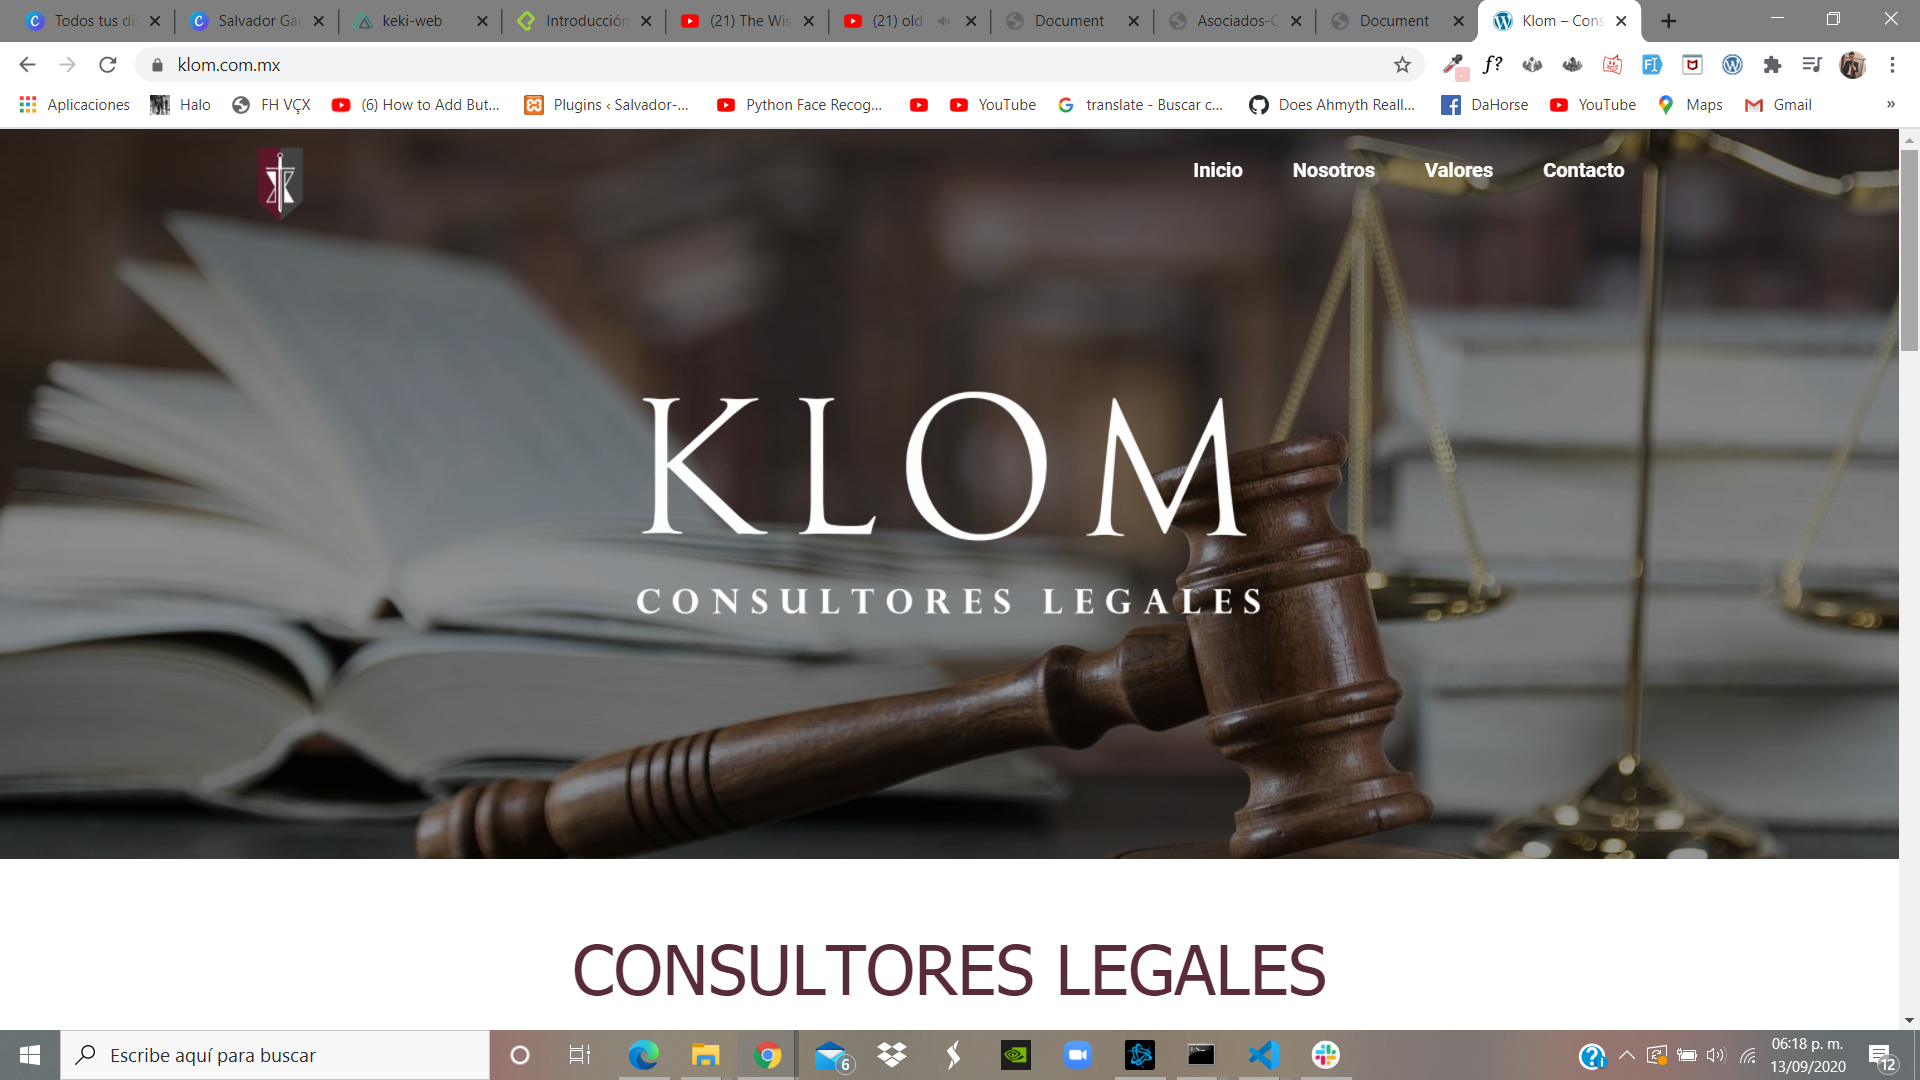 Todos tus di
Salvador Gar
keki-web
Introducción
(21) The Wis
(21) old
Document
Asociados-C
Document
Klom – Cons
klom.com.mx
Aplicaciones
Halo
FH VÇX
(6) How to Add But...
Plugins ‹ Salvador-...
Python Face Recog...
YouTube
translate - Buscar c...
Does Ahmyth Reall...
DaHorse
YouTube
Maps
Gmail
»
Inicio
Nosotros
Valores
Contacto
KLOM
CONSULTORES LEGALES
CONSULTORES LEGALES
Escribe aquí para buscar
6
06:18 p. m.
13/09/2020
12